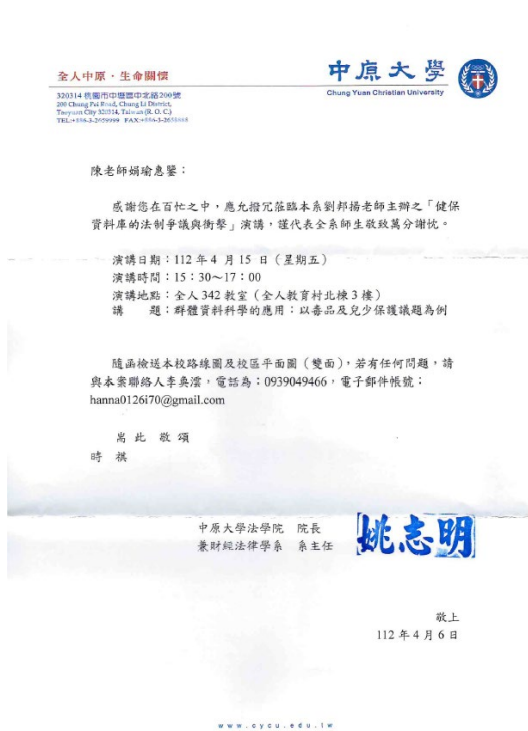 全人中原・生命關懷
中原大學
Chung Yuan Christian University
320314 桃園市中壢區中北路200號
200 Chung Pei Road, Chung Li District,
Taoyuan City 320314, Taiwan (R. O. C.)
TEL:+886-3-2659999 FAX:+886-3-2658888
陳老師娟瑜惠鑒：
感謝您在百忙之中，應允撥冗蒞臨本系劉邦揚老師主辦之「健保
資料庫的法制爭議與衝擊」演講，謹代表全系師生敬致萬分謝忱。
演講日期：112 年 4 月 15 日（星期五）
演講時間：15：30～17：00
演講地點：全人 342 教室（全人教育村北棟 3 樓）
講 題：群體資料科學的應用：以毒品及兒少保護議題為例
隨函檢送本校路線圖及校區平面圖（雙面），若有任何問題，請
與本案聯絡人李奐澐，電話為：0939049466，電子郵件帳號：
hanna0126i70@gmail.com
耑 此 敬 頌
時 祺
中原大學法學院 院長
兼財經法律學系 系主任
姚志明
敬上
112 年 4 月 6 日
www.cycu.edu.tw